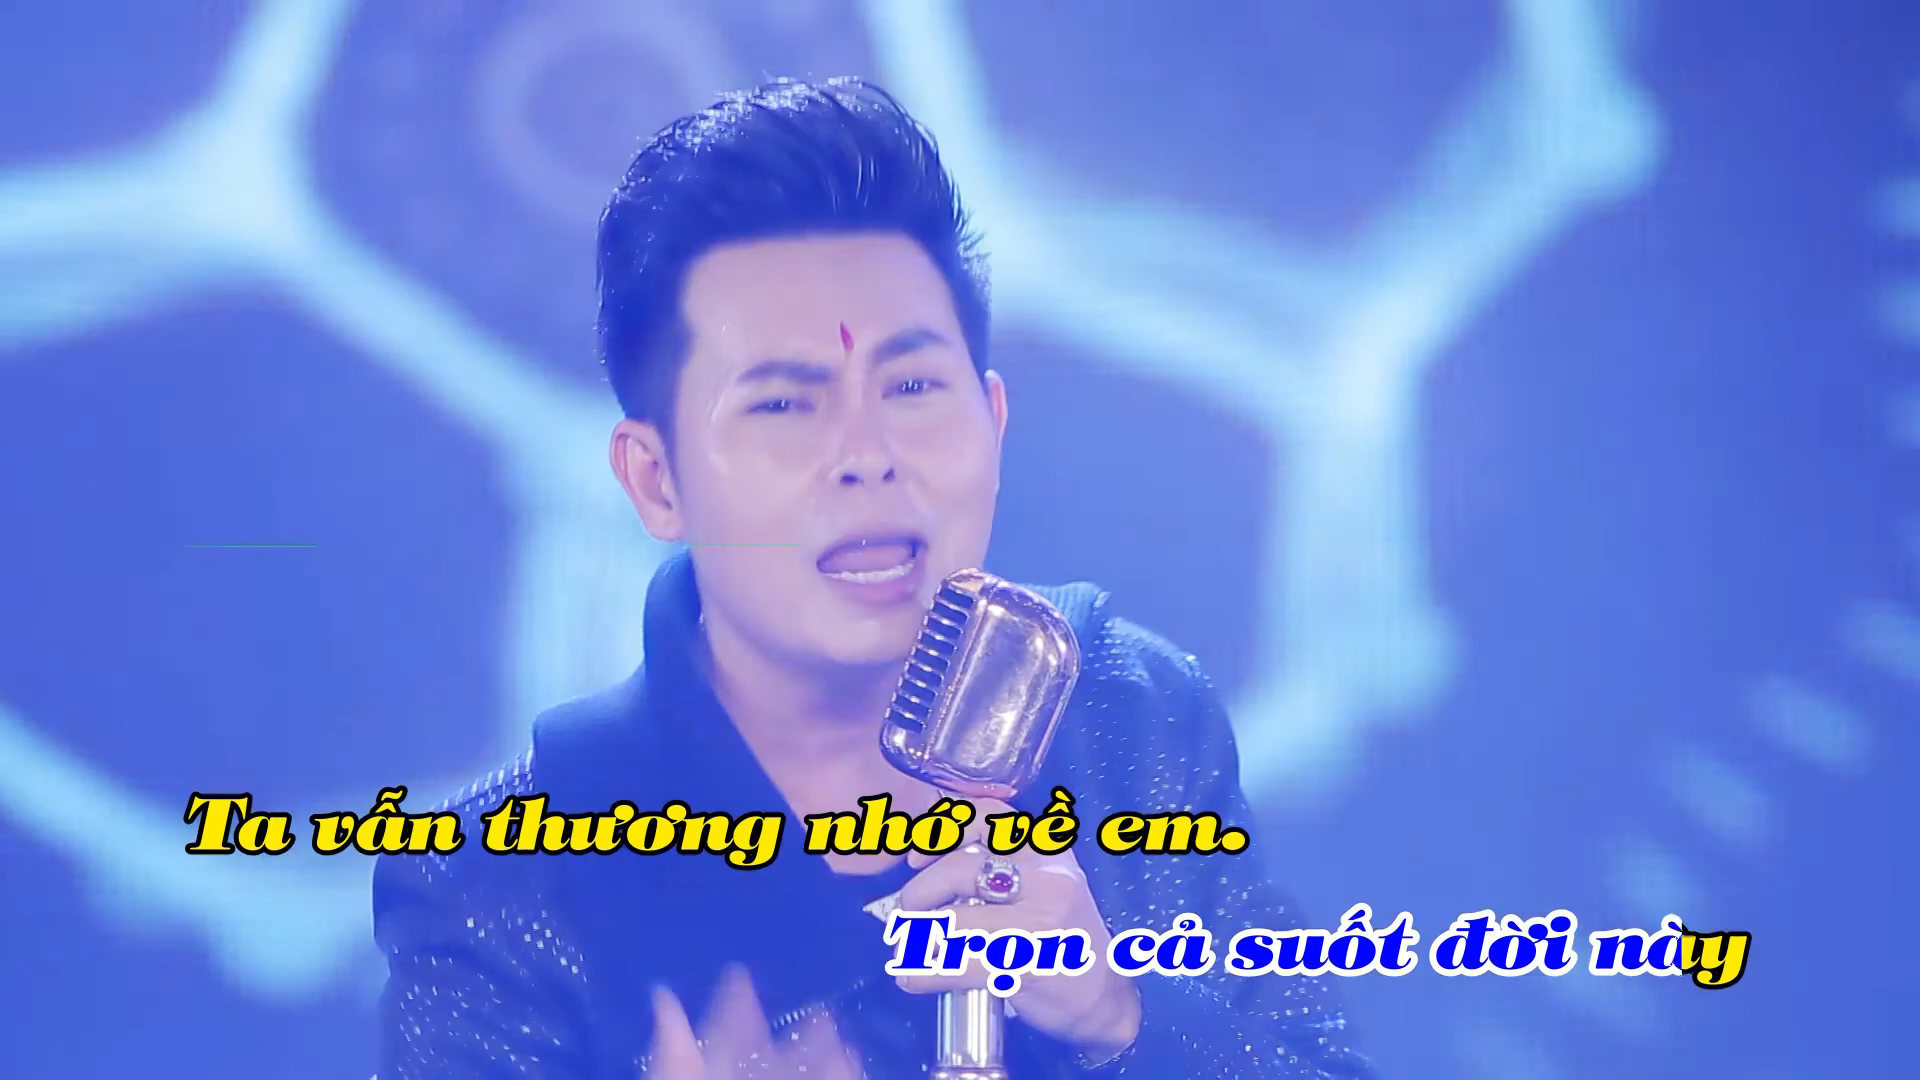 Ta vẫn thương nhớ về em.
Trọn cả suốt đời này